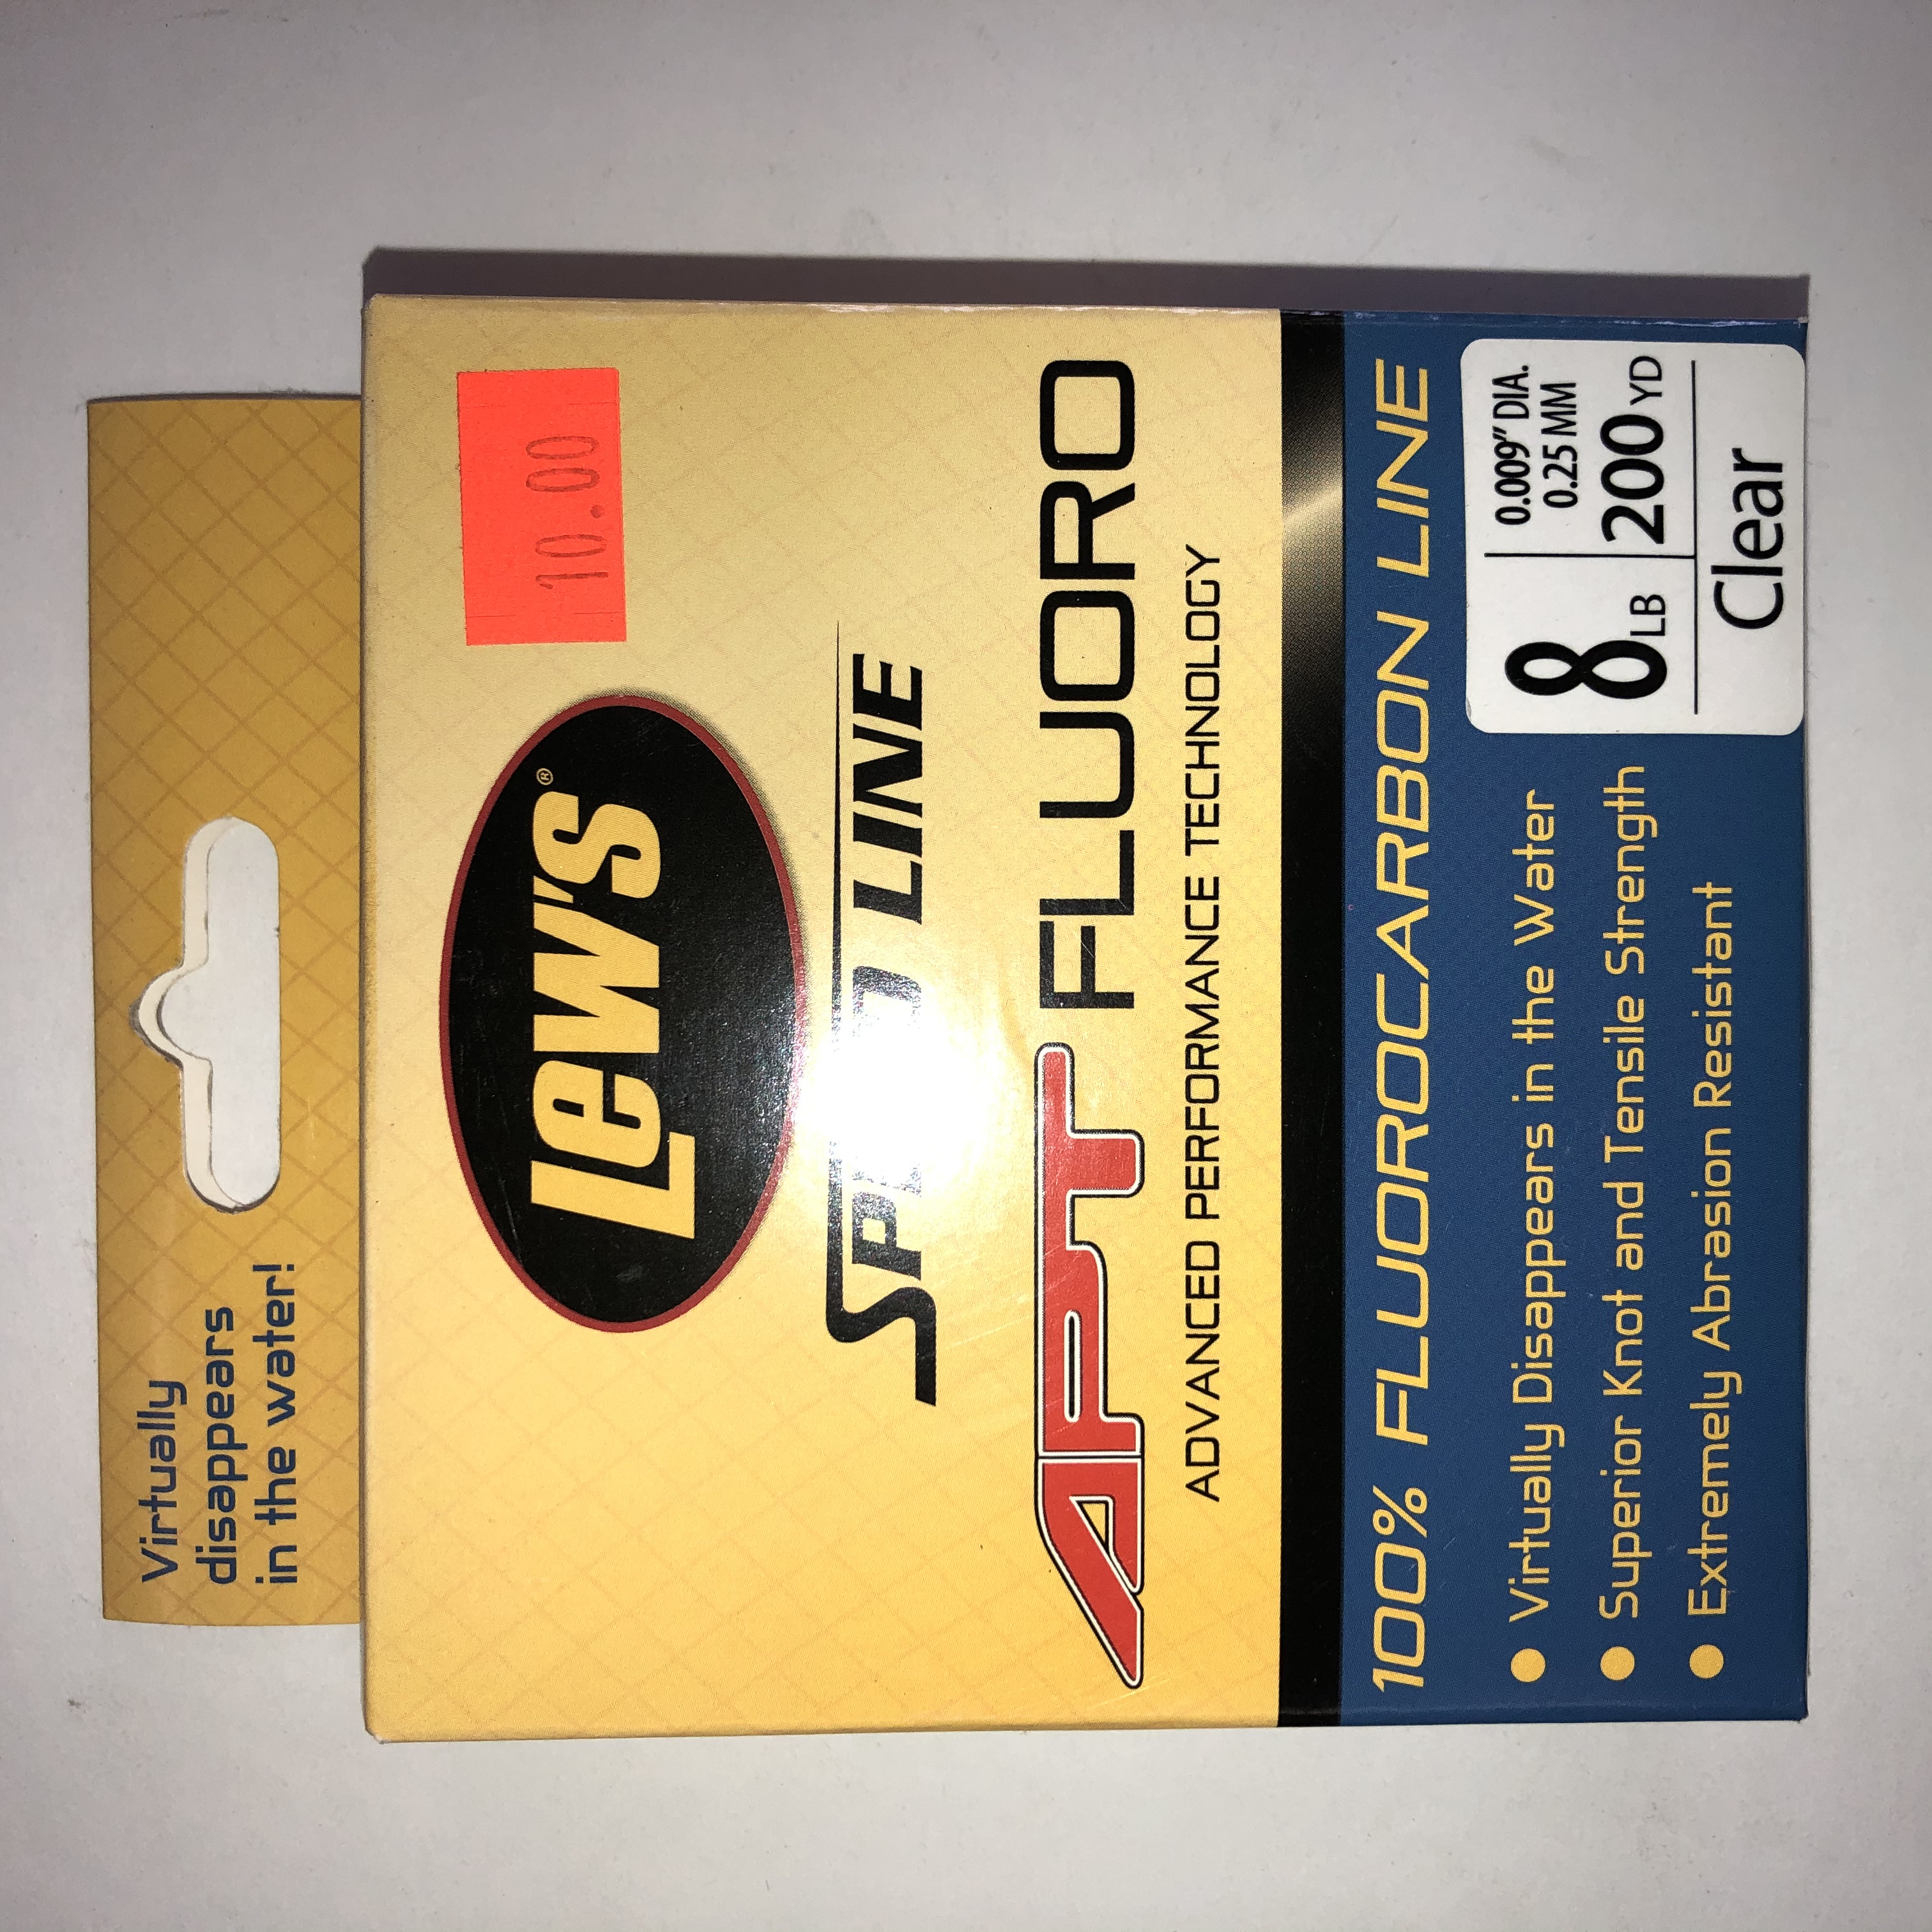 Virtually
disappears
in the water!
LEW'S®
10.00
LINE
APT FLUORO
ADVANCED PERFORMANCE TECHNOLOGY
100% FLUOROCARBON LINE
Virtually Disappears in the Water
Superior Knot and Tensile Strength
Extremely Abrasion Resistant
8 LB
0.009" DIA.
0.25 MM
200 YD
Clear